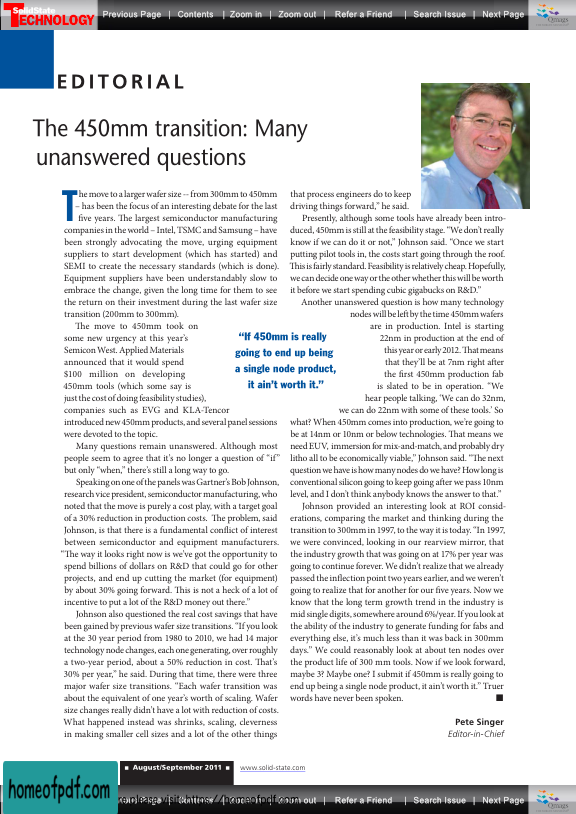 SolidState
TECHNOLOGY
Previous Page | Contents | Zoom in | Zoom out | Refer a Friend | Search Issue | Next Page
Qmags
EDITORIAL
The 450mm transition: Many
unanswered questions
The move to a larger wafer size -- from 300mm to 450mm
– has been the focus of an interesting debate for the last
five years. The largest semiconductor manufacturing
companies in the world – Intel, TSMC and Samsung – have
been strongly advocating the move, urging equipment
suppliers to start development (which has started) and
SEMI to create the necessary standards (which is done).
Equipment suppliers have been understandably slow to
embrace the change, given the long time for them to see
the return on their investment during the last wafer size
transition (200mm to 300mm).
The move to 450mm took on
some new urgency at this year's
Semicon West. Applied Materials
announced that it would spend
$100 million on developing
450mm tools (which some say is
just the cost of doing feasibility studies),
companies such as EVG and KLA-Tencor
introduced new 450mm products, and several panel sessions
were devoted to the topic.
Many questions remain unanswered. Although most
people seem to agree that it's no longer a question of “if”
but only “when,” there's still a long way to go.
Speaking on one of the panels was Gartner's Bob Johnson,
research vice president, semiconductor manufacturing, who
noted that the move is purely a cost play, with a target goal
of a 30% reduction in production costs. The problem, said
Johnson, is that there is a fundamental conflict of interest
between semiconductor and equipment manufacturers.
“The way it looks right now is we've got the opportunity to
spend billions of dollars on R&D that could go for other
projects, and end up cutting the market (for equipment)
by about 30% going forward. This is not a heck of a lot of
incentive to put a lot of the R&D money out there.”
Johnson also questioned the real cost savings that have
been gained by previous wafer size transitions. “If you look
at the 30 year period from 1980 to 2010, we had 14 major
technology node changes, each one generating, over roughly
a two-year period, about a 50% reduction in cost. That's
30% per year,” he said. During that time, there were three
major wafer size transitions. “Each wafer transition was
about the equivalent of one year's worth of scaling. Wafer
size changes really didn't have a lot with reduction of costs.
What happened instead was shrinks, scaling, cleverness
in making smaller cell sizes and a lot of the other things
“If 450mm is really
going to end up being
a single node product,
it ain't worth it.”
that process engineers do to keep
driving things forward,” he said.
Presently, although some tools have already been intro-
duced, 450mm is still at the feasibility stage. “We don't really
know if we can do it or not,” Johnson said. “Once we start
putting pilot tools in, the costs start going through the roof.
This is fairly standard. Feasibility is relatively cheap. Hopefully,
we can decide one way or the other whether this will be worth
it before we start spending cubic gigabucks on R&D.”
Another unanswered question is how many technology
nodes will be left by the time 450mm wafers
are in production. Intel is starting
22nm in production at the end of
this year or early 2012. That means
that they'll be at 7nm right after
the first 450mm production fab
is slated to be in operation. “We
hear people talking, ‘We can do 32nm,
we can do 22nm with some of these tools.’ So
what? When 450mm comes into production, we're going to
be at 14nm or 10nm or below technologies. That means we
need EUV, immersion for mix-and-match, and probably dry
litho all to be economically viable,” Johnson said. “The next
question we have is how many nodes do we have? How long is
conventional silicon going to keep going after we pass 10nm
level, and I don't think anybody knows the answer to that.”
Johnson provided an interesting look at ROI consid-
erations, comparing the market and thinking during the
transition to 300mm in 1997, to the way it is today. “In 1997,
we were convinced, looking in our rearview mirror, that
the industry growth that was going on at 17% per year was
going to continue forever. We didn't realize that we already
passed the inflection point two years earlier, and we weren't
going to realize that for another for our five years. Now we
know that the long term growth trend in the industry is
mid single digits, somewhere around 6%/year. If you look at
the ability of the industry to generate funding for fabs and
everything else, it's much less than it was back in 300mm
days.” We could reasonably look at about ten nodes over
the product life of 300 mm tools. Now if we look forward,
maybe 3? Maybe one? I submit if 450mm is really going to
end up being a single node product, it ain't worth it.” Truer
words have never been spoken.
Pete Singer
Editor-in-Chief
August/September 2011
www.solid-state.com
homeofpdf.com
re please visit: https://homeofpdf.com
out | Refer a Friend | Search Issue | Next Page
Qmags